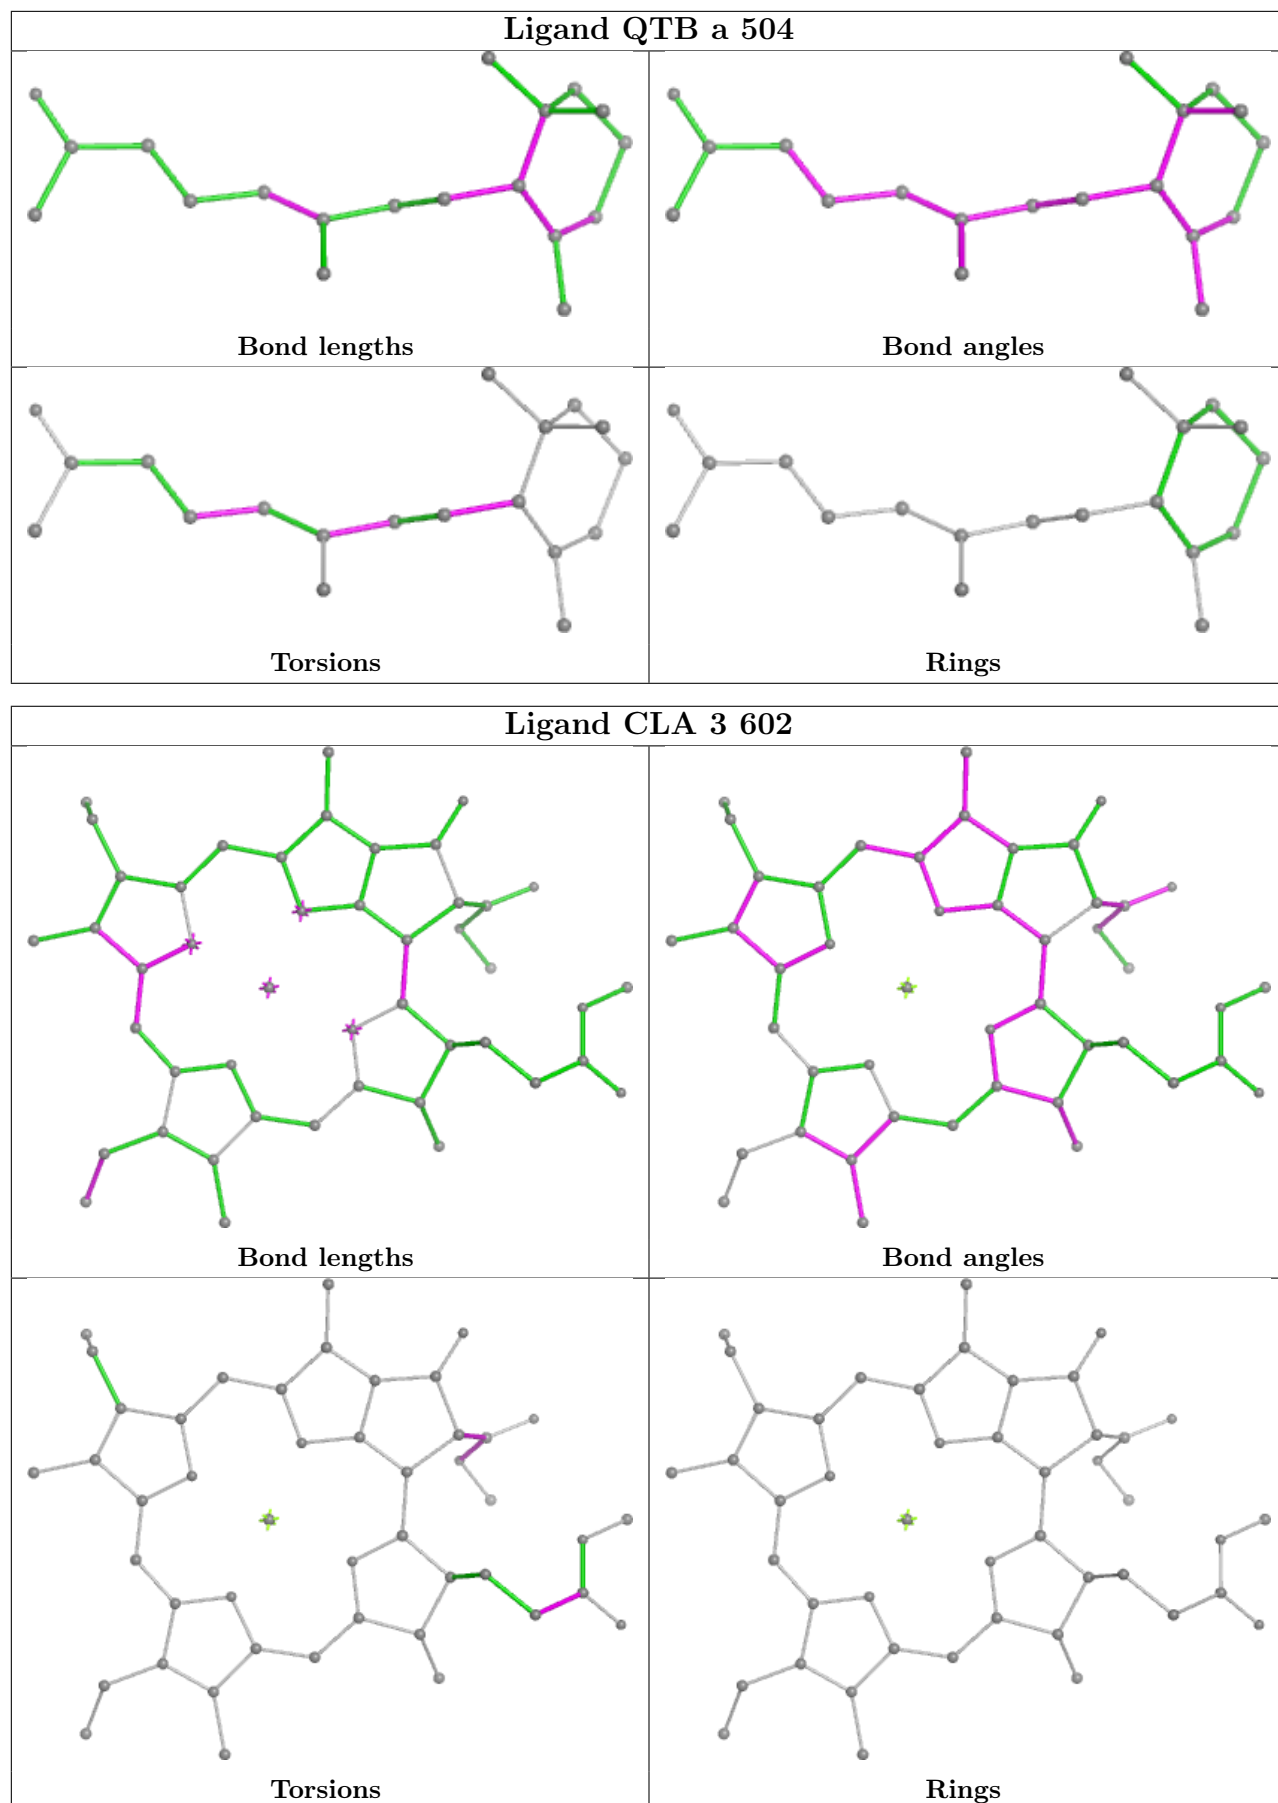 Ligand QTB a 504
Bond lengths
Bond angles
Torsions
Rings
Ligand CLA 3 602
Bond lengths
Bond angles
Torsions
Rings